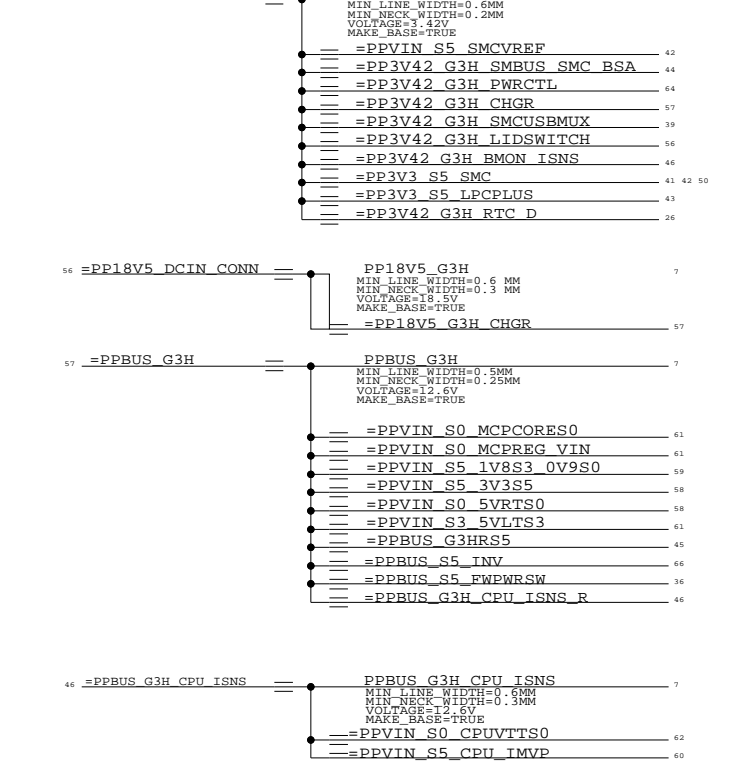 MIN_LINE_WIDTH=0.6MM
MIN_NECK_WIDTH=0.2MM
VOLTAGE=3.42V
MAKE_BASE=TRUE
=PPVIN_S5_SMCVREF 42
=PP3V42_G3H_SMBUS_SMC_BSA 44
=PP3V42_G3H_PWRCTL 64
=PP3V42_G3H_CHGR 57
=PP3V42_G3H_SMCUSBMUX 39
=PP3V42_G3H_LIDSWITCH 56
=PP3V42_G3H_BMON_ISNS 46
=PP3V3_S5_SMC 41 42 50
=PP3V3_S5_LPCPLUS 43
=PP3V42_G3H_RTC_D 26
56 =PP18V5_DCIN_CONN PP18V5_G3H 7
MIN_LINE_WIDTH=0.6 MM
MIN_NECK_WIDTH=0.3 MM
VOLTAGE=18.5V
MAKE_BASE=TRUE
=PP18V5_G3H_CHGR 57
57 =PPBUS_G3H PPBUS_G3H 7
MIN_LINE_WIDTH=0.5MM
MIN_NECK_WIDTH=0.25MM
VOLTAGE=12.6V
MAKE_BASE=TRUE
=PPVIN_S0_MCPCORES0 61
=PPVIN_S0_MCPREG_VIN 61
=PPVIN_S5_1V8S3_0V9S0 59
=PPVIN_S5_3V3S5 58
=PPVIN_S0_5VRTS0 58
=PPVIN_S3_5VLTS3 61
=PPBUS_G3HRS5 45
=PPBUS_S5_INV 66
=PPBUS_S5_FWPWRSW 36
=PPBUS_G3H_CPU_ISNS_R 46
46 =PPBUS_G3H_CPU_ISNS PPBUS_G3H_CPU_ISNS 7
MIN_LINE_WIDTH=0.6MM
MIN_NECK_WIDTH=0.3MM
VOLTAGE=12.6V
MAKE_BASE=TRUE
=PPVIN_S0_CPUVTTS0 62
=PPVIN_S5_CPU_IMVP 60